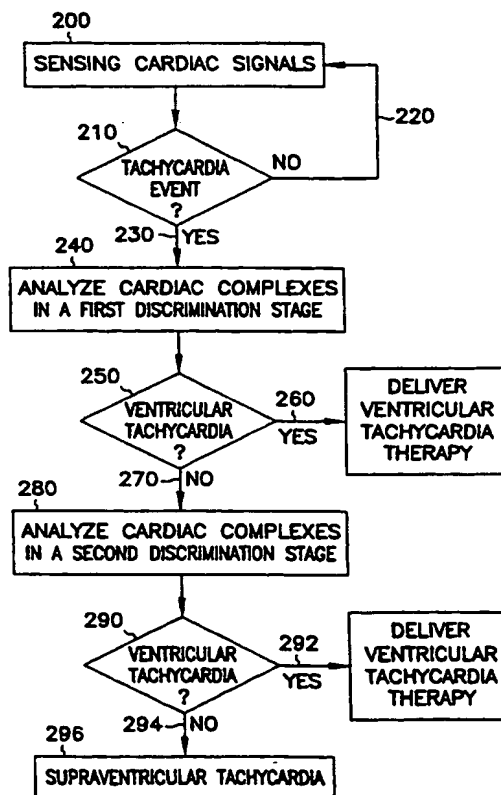 200
SENSING CARDIAC SIGNALS
220
210
TACHYCARDIA
EVENT
?
NO
230
YES
240
ANALYZE CARDIAC COMPLEXES
IN A FIRST DISCRIMINATION STAGE
250
VENTRICULAR
TACHYCARDIA
?
260
YES
DELIVER
VENTRICULAR
TACHYCARDIA
THERAPY
270
NO
280
ANALYZE CARDIAC COMPLEXES
IN A SECOND DISCRIMINATION STAGE
290
VENTRICULAR
TACHYCARDIA
?
292
YES
DELIVER
VENTRICULAR
TACHYCARDIA
THERAPY
294
NO
296
SUPRAVENTRICULAR TACHYCARDIA